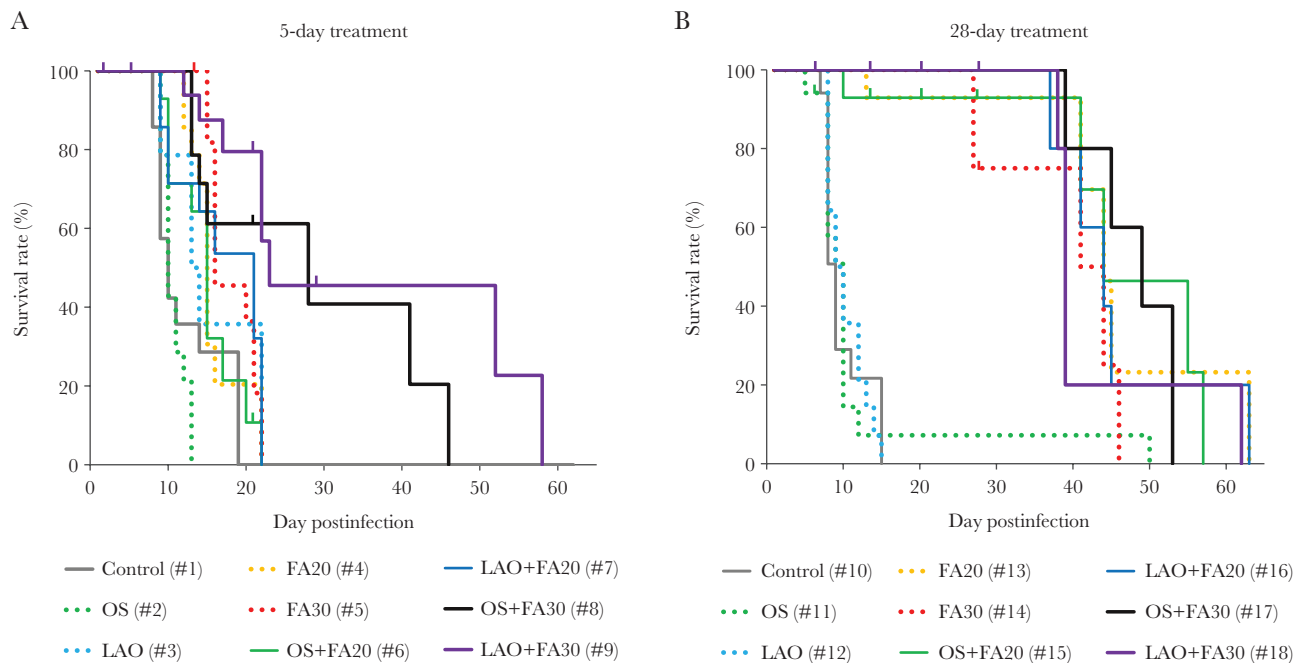 A
5-day treatment
100
80
60
40
20
0
Survival rate (%)
0 10 20 30 40 50 60
Day postinfection
Control (#1)
OS (#2)
LAO (#3)
FA20 (#4)
FA30 (#5)
OS+FA20 (#6)
LAO+FA20 (#7)
OS+FA30 (#8)
LAO+FA30 (#9)
B
28-day treatment
100
80
60
40
20
0
Survival rate (%)
0 10 20 30 40 50 60
Day postinfection
Control (#10)
OS (#11)
LAO (#12)
FA20 (#13)
FA30 (#14)
OS+FA20 (#15)
LAO+FA20 (#16)
OS+FA30 (#17)
LAO+FA30 (#18)